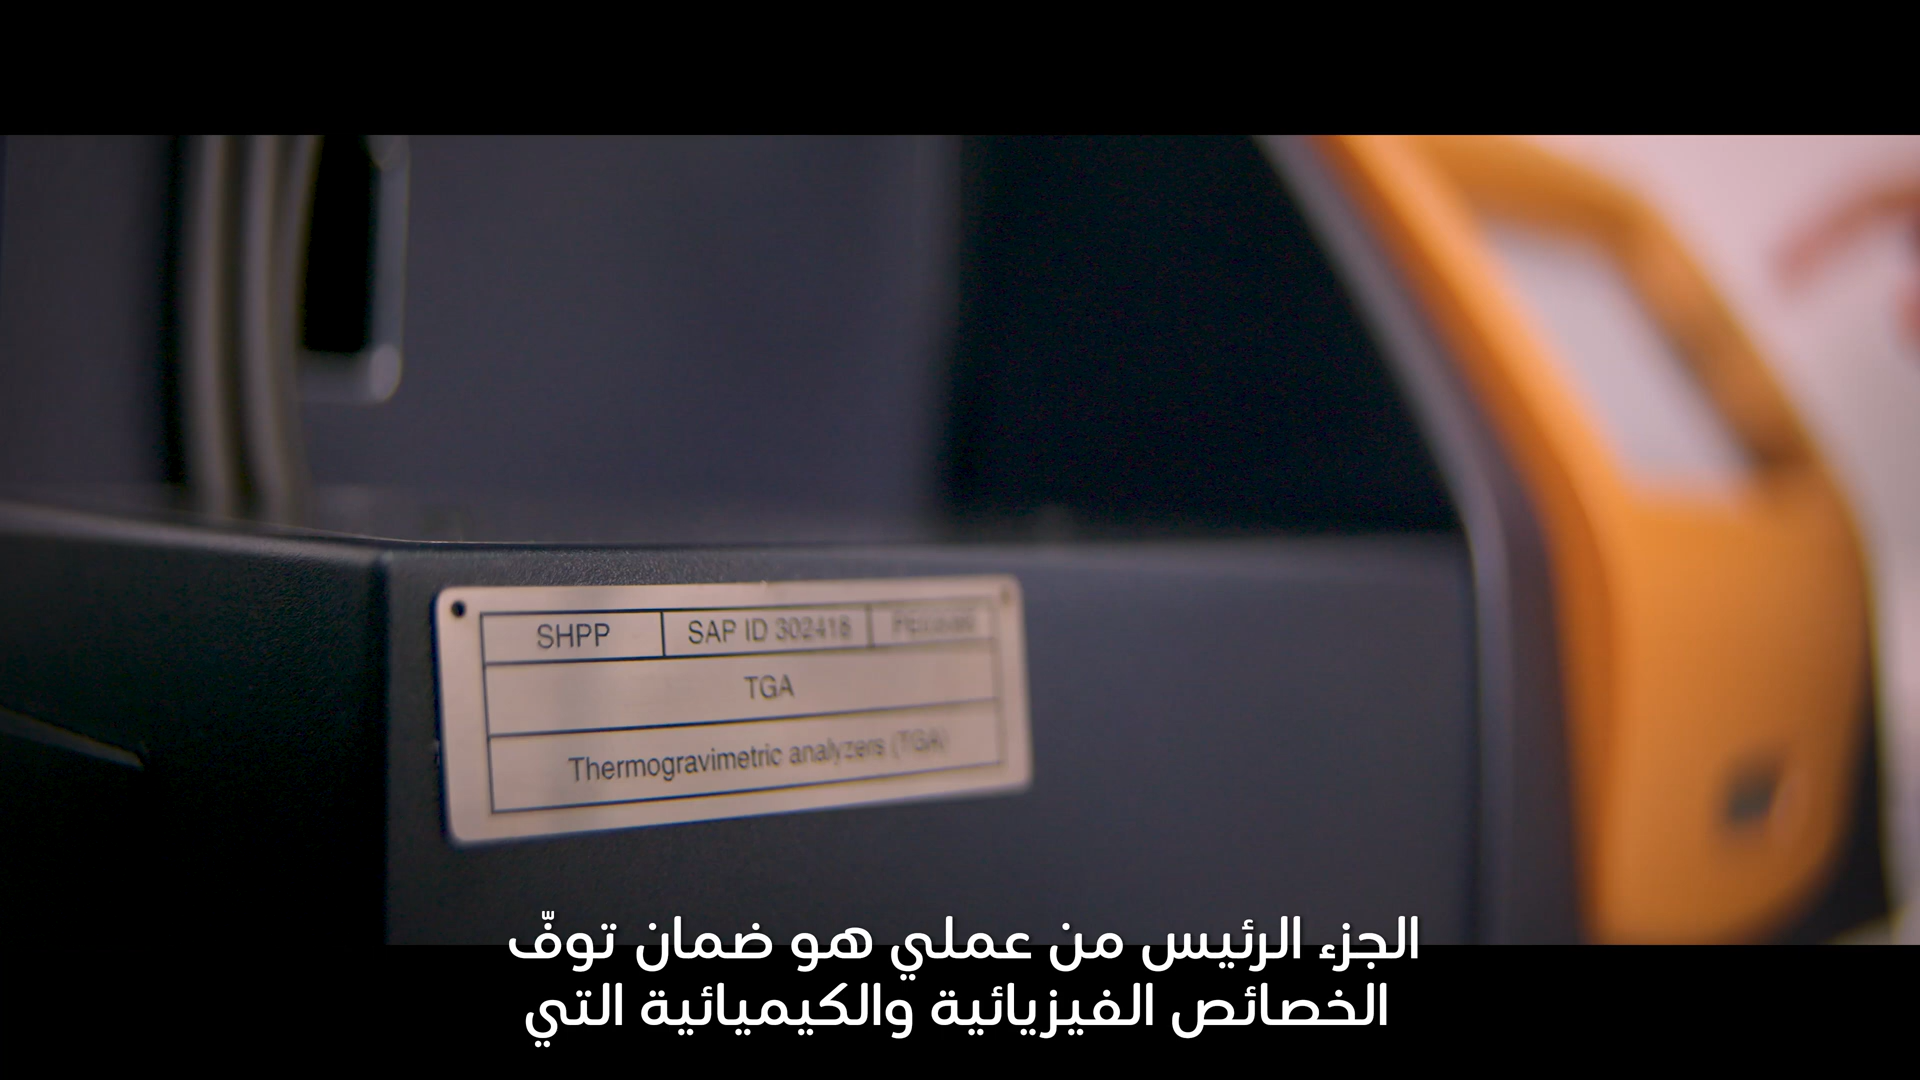 SHPP
SAP ID 302418
TGA
Thermogravimetric analyzers (TGA)
الجزء الرئيس من عملي هو ضمان توفّ
الخصائص الفيزيائية والكيميائية التي